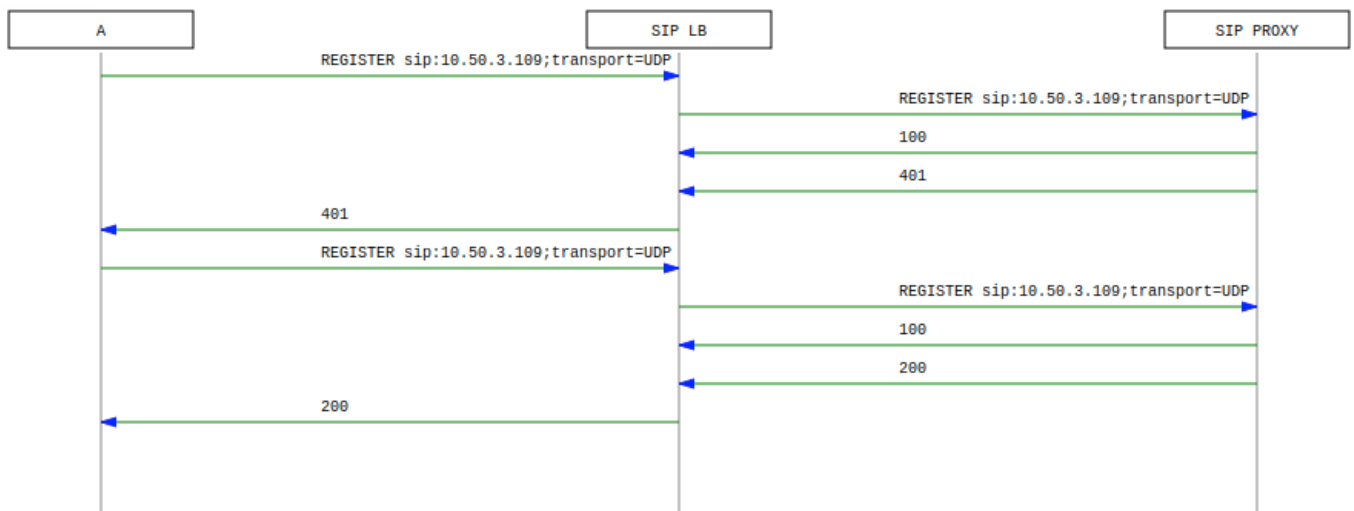 A
SIP LB
SIP PROXY
REGISTER sip:10.50.3.109;transport=UDP
REGISTER sip:10.50.3.109;transport=UDP
100
401
401
REGISTER sip:10.50.3.109;transport=UDP
REGISTER sip:10.50.3.109;transport=UDP
100
200
200